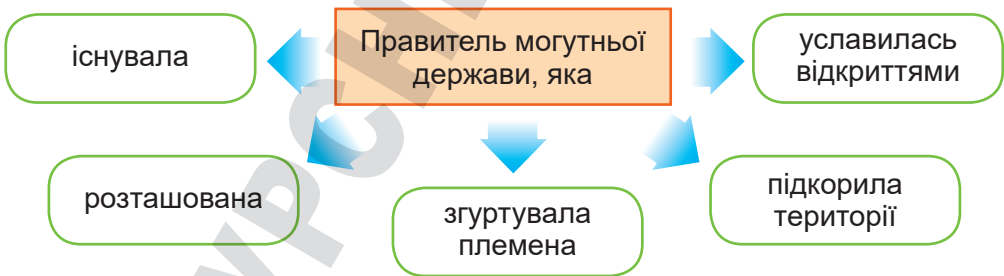 існувала
Правитель могутньої
держави, яка
уславилась
відкриттями
розташована
згуртувала
племена
підкорила
території